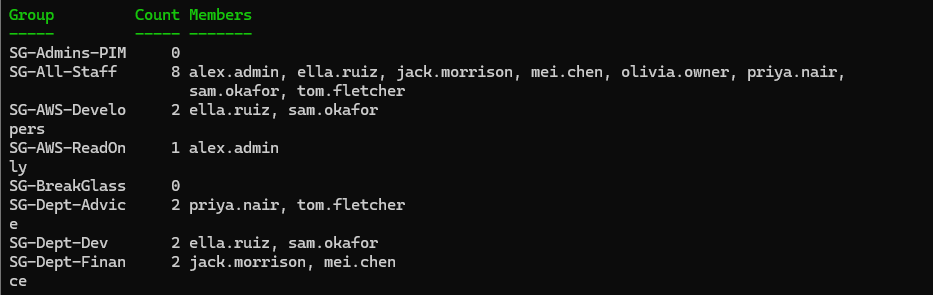 Group         Count Members
-----         ----- -------
SG-Admins-PIM     0
SG-All-Staff      8 alex.admin, ella.ruiz, jack.morrison, mei.chen, olivia.owner, priya.nair,
                    sam.okafor, tom.fletcher
SG-AWS-Develo     2 ella.ruiz, sam.okafor
pers
SG-AWS-ReadOn     1 alex.admin
ly
SG-BreakGlass     0
SG-Dept-Advic     2 priya.nair, tom.fletcher
e
SG-Dept-Dev       2 ella.ruiz, sam.okafor
SG-Dept-Finan     2 jack.morrison, mei.chen
ce